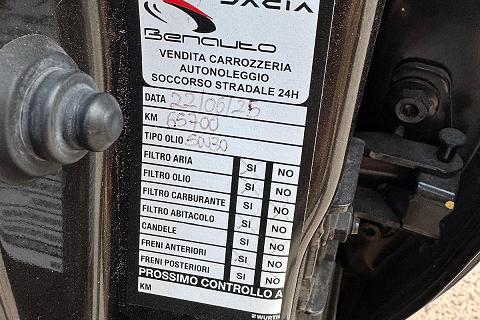 DACIA
Benauto
VENDITA CARROZZERIA
AUTONOLEGGIO
SOCCORSO STRADALE 24H
DATA 22/06/25
KM 65700
TIPO OLIO 50W30
FILTRO ARIA SI NO
FILTRO OLIO SI NO
FILTRO CARBURANTE SI NO
FILTRO ABITACOLO SI NO
CANDELE SI NO
FRENI ANTERIORI SI NO
FRENI POSTERIORI SI NO
PROSSIMO CONTROLLO A
KM
WURTH